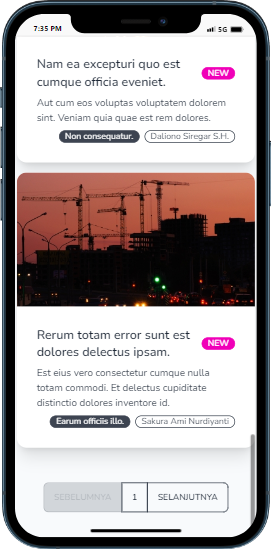 7:35 PM 5G
Nam ea excepturi quo est
cumque officia eveniet.
NEW
Aut cum eos voluptas voluptatem dolorem
sint. Veniam quia quae est rem dolores.
Non consequatur. Daliono Siregar S.H.
Rerum totam error sunt est
dolores delectus ipsam.
NEW
Est eius vero consectetur cumque nulla
totam commodi. Et delectus cupiditate
distinctio dolores impedit dolor id dolor.
Earum officiis illo. Sakura Ami Nurdiyanti
SEBELUMNYA 1 SELANJUTNYA